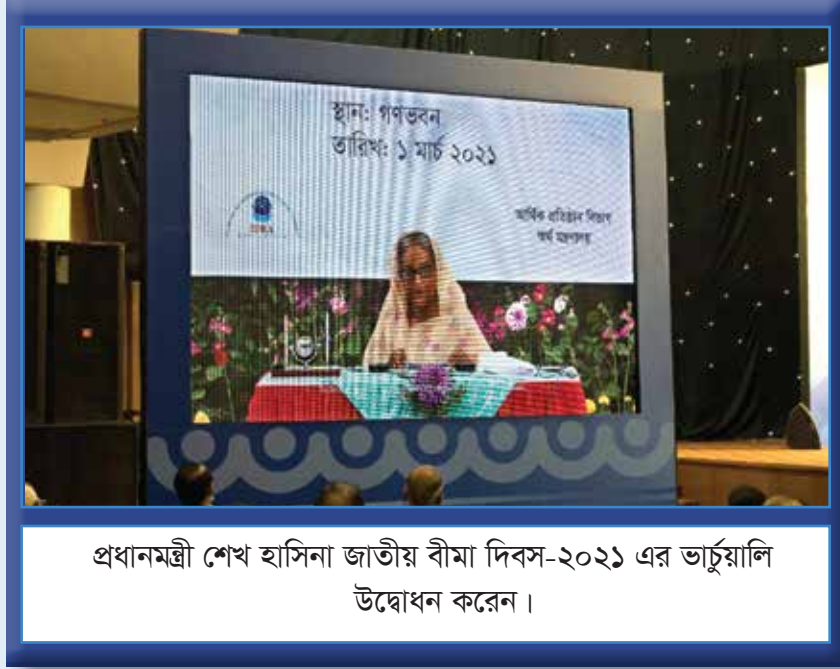 স্থান: গণভবন
তারিখ: ১ মার্চ ২০২১
আর্থিক প্রতিষ্ঠান বিভাগ
অর্থ মন্ত্রণালয়
প্রধানমন্ত্রী শেখ হাসিনা জাতীয় বীমা দিবস-২০২১ এর ভার্চুয়ালি
উদ্বোধন করেন।